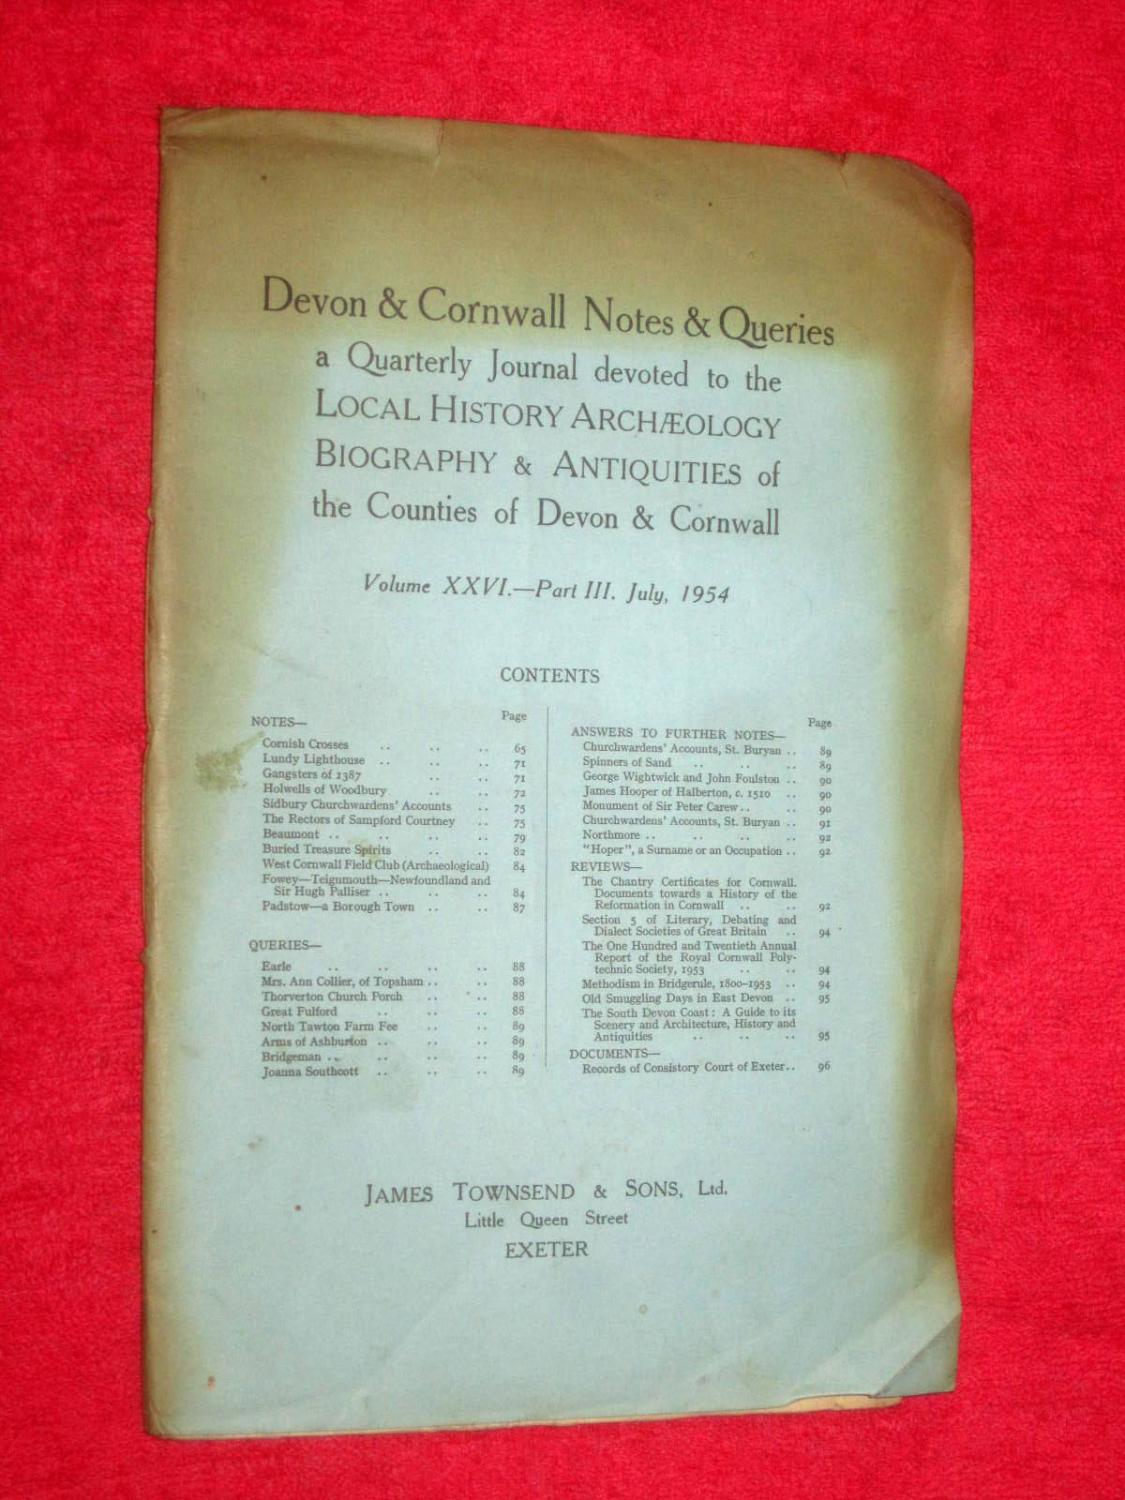 Devon & Cornwall Notes & Queries
a Quarterly Journal devoted to the
LOCAL HISTORY ARCHÆOLOGY
BIOGRAPHY & ANTIQUITIES of
the Counties of Devon & Cornwall
Volume XXVI.—Part III. July, 1954
CONTENTS
Page
NOTES—
Cornish Crosses .. .. .. 65
Lundy Lighthouse .. .. .. 71
Gangsters of 1387 .. .. 71
Holwells of Woodbury .. .. 72
Sidbury Churchwardens' Accounts .. 75
The Rectors of Sampford Courtney .. 75
Beaumont .. .. .. .. 79
Buried Treasure Spirits .. .. 82
West Cornwall Field Club (Archaeological) 84
Fowey—Teignmouth—Newfoundland and
Sir Hugh Palliser .. .. .. 84
Padstow—a Borough Town .. .. 87
QUERIES—
Earle .. .. .. .. 88
Mrs. Ann Collier, of Topsham .. .. 88
Thorverton Church Porch .. .. 88
Great Fulford .. .. .. 88
North Tawton Farm Fee .. .. 89
Arms of Ashburton .. .. .. 89
Bridgeman .. .. .. .. 89
Joanna Southcott .. .. .. 89
Page
ANSWERS TO FURTHER NOTES—
Churchwardens' Accounts, St. Buryan .. 89
Spinners of Sand .. .. .. 89
George Wightwick and John Foulston .. 90
James Hooper of Halberton, c. 1510 .. 90
Monument of Sir Peter Carew .. .. 90
Churchwardens' Accounts, St. Buryan .. 91
Northmore .. .. .. .. 92
"Hoper", a Surname or an Occupation .. 92
REVIEWS—
The Chantry Certificates for Cornwall.
Documents towards a History of the
Reformation in Cornwall .. .. 92
Section 5 of Literary, Debating and
Dialect Societies of Great Britain .. 94
The One Hundred and Twentieth Annual
Report of the Royal Cornwall Poly-
technic Society, 1953 .. .. 94
Methodism in Bridgerule, 1800-1953 .. 94
Old Smuggling Days in East Devon .. 95
The South Devon Coast: A Guide to its
Scenery and Architecture, History and
Antiquities .. .. .. 95
DOCUMENTS—
Records of Consistory Court of Exeter.. 96
JAMES TOWNSEND & SONS, Ltd.
Little Queen Street
EXETER